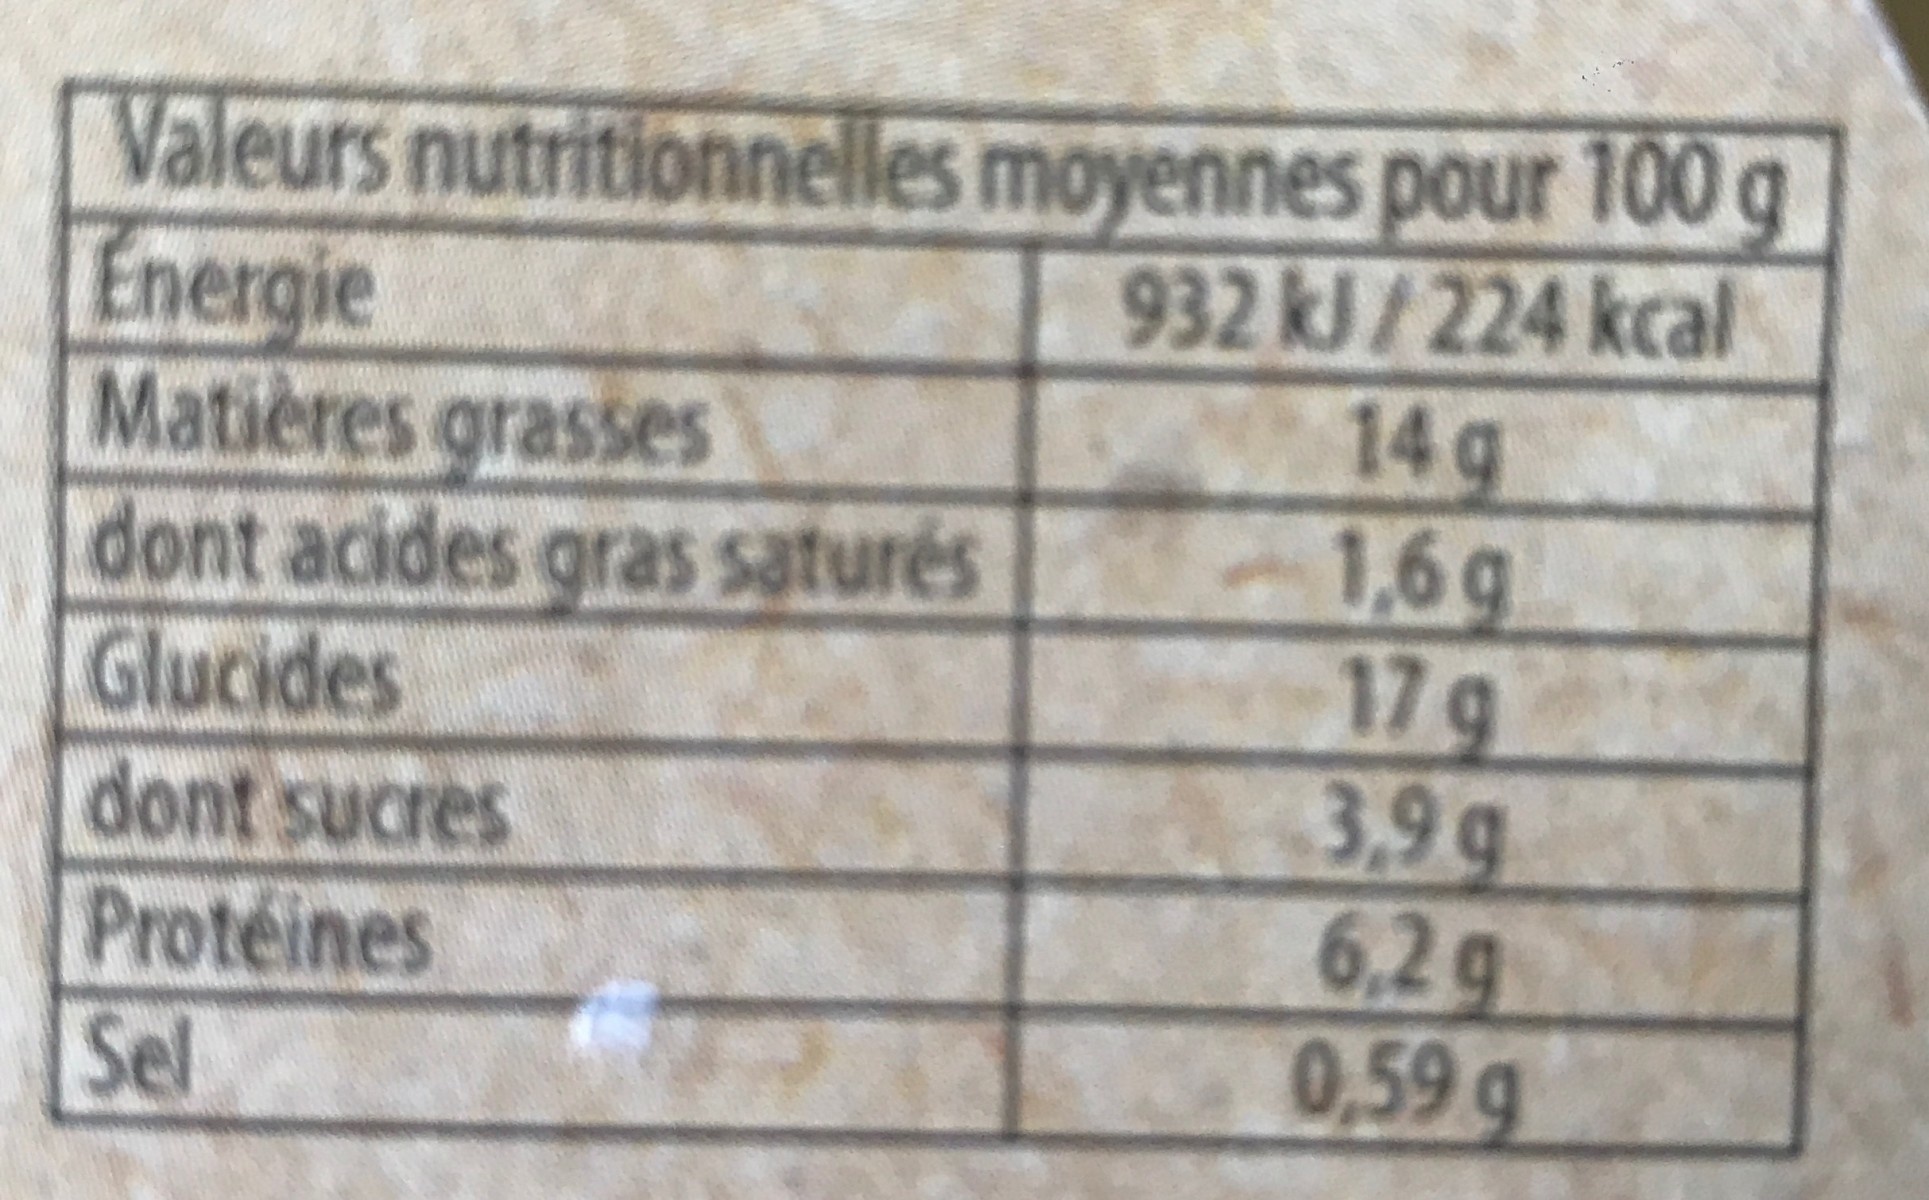 Valeurs nutritionnelles moyennes pour 100 g
Énergie 932 kJ / 224 kcal
Matières grasses 14 g
dont acides gras saturés 1,6 g
Glucides 17 g
dont sucres 3,9 g
Protéines 6,2 g
Sel 0,59 g